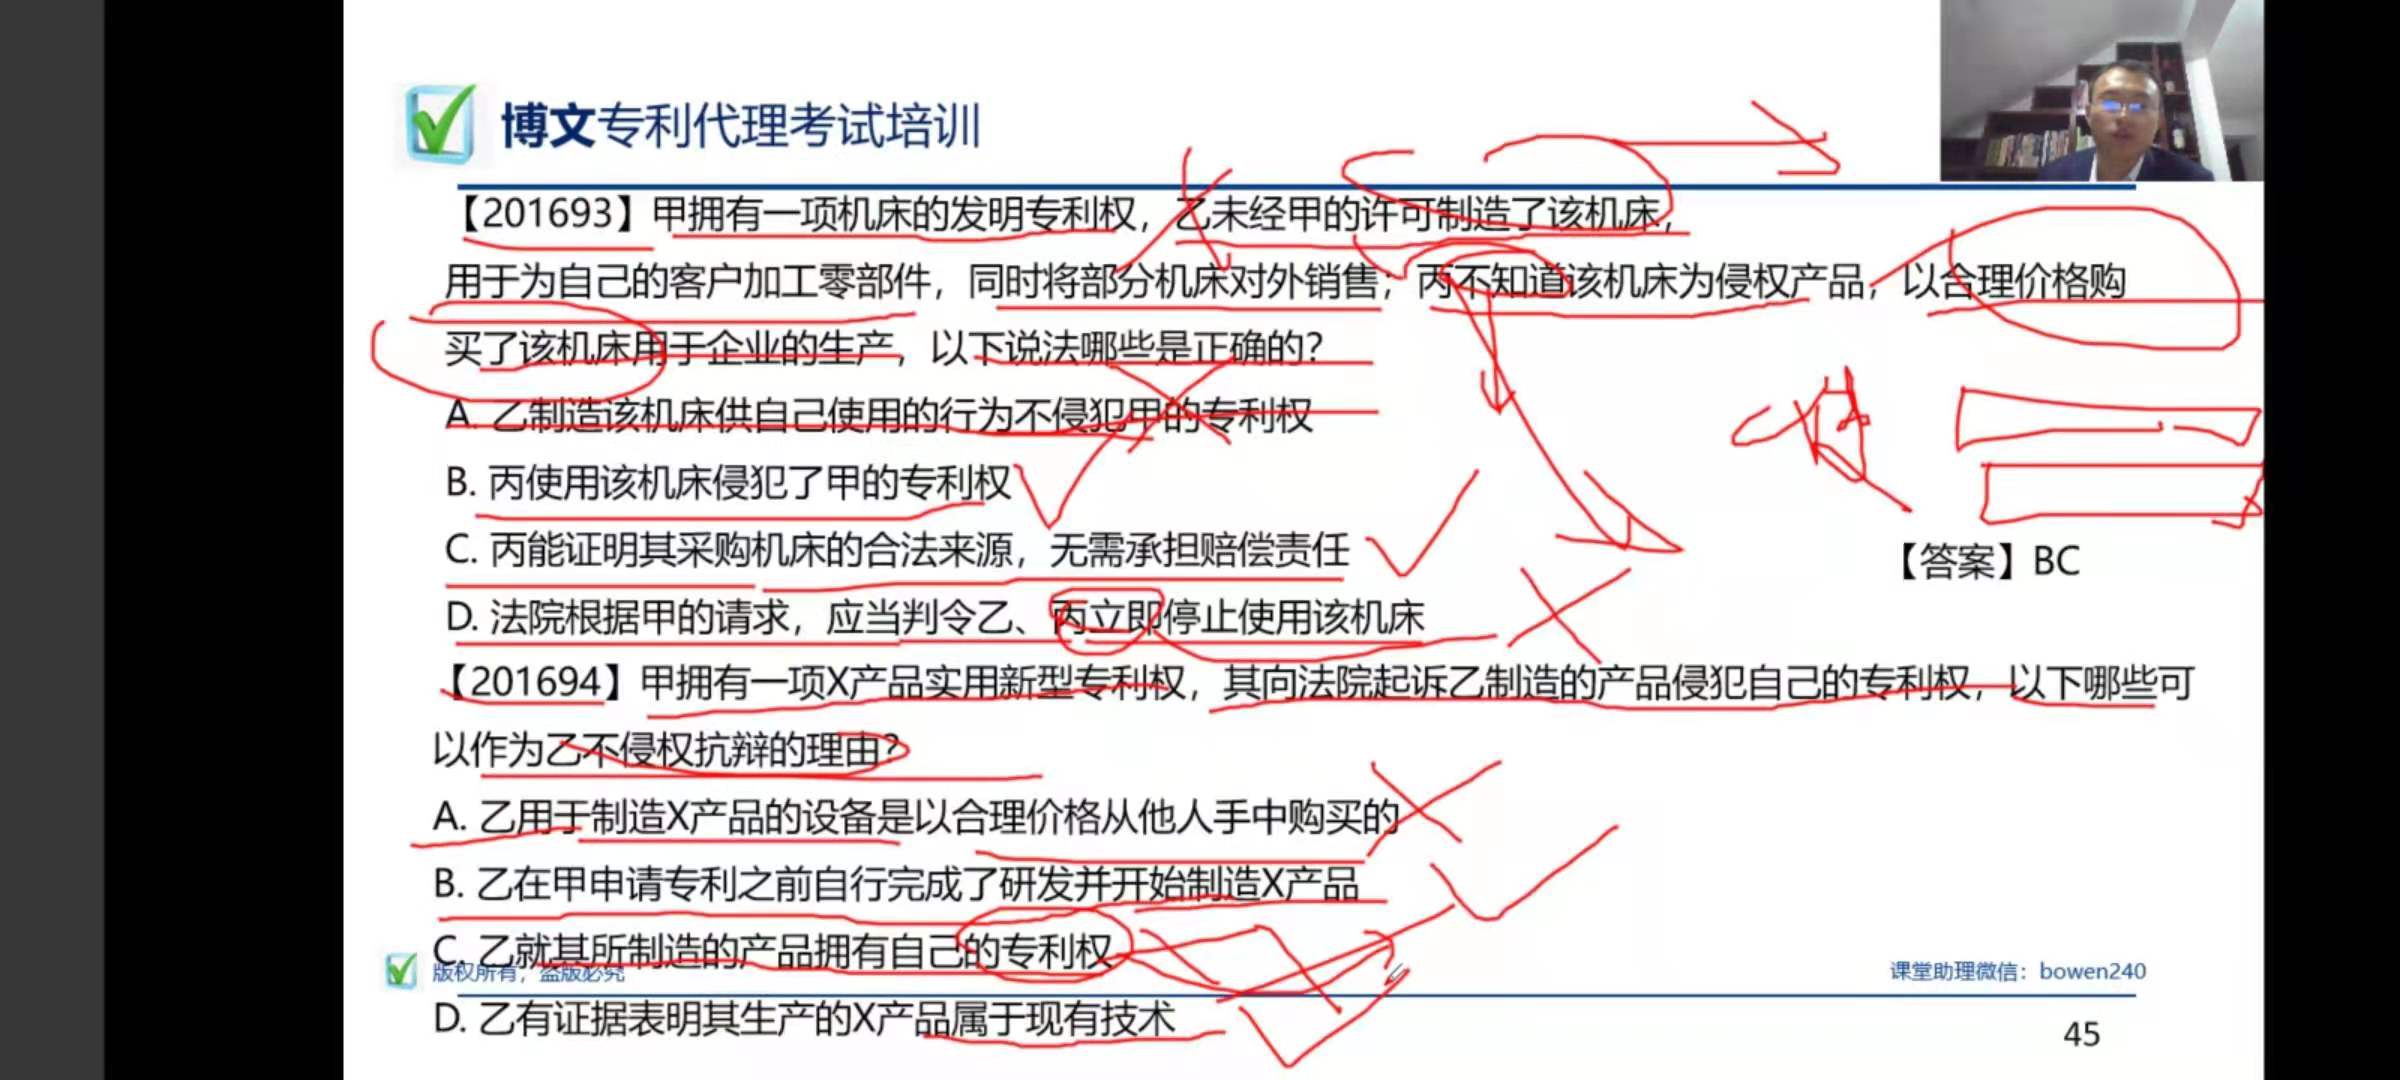 博文专利代理考试培训
【201693】甲拥有一项机床的发明专利权，乙未经甲的许可制造了该机床，
用于为自己的客户加工零部件，同时将部分机床对外销售；丙不知道该机床为侵权产品，以合理价格购
买了该机床用于企业的生产，以下说法哪些是正确的？
A. 乙制造该机床供自己使用的行为不侵犯甲的专利权
B. 丙使用该机床侵犯了甲的专利权
C. 丙能证明其采购机床的合法来源，无需承担赔偿责任
【答案】BC
D. 法院根据甲的请求，应当判令乙、丙立即停止使用该机床
【201694】甲拥有一项X产品实用新型专利权，其向法院起诉乙制造的产品侵犯自己的专利权，以下哪些可
以作为乙不侵权抗辩的理由？
A. 乙用于制造X产品的设备是以合理价格从他人手中购买的
B. 乙在甲申请专利之前自行完成了研发并开始制造X产品
C. 乙就其所制造的产品拥有自己的专利权
版权所有，盗版必究
课堂助理微信：bowen240
D. 乙有证据表明其生产的X产品属于现有技术
45